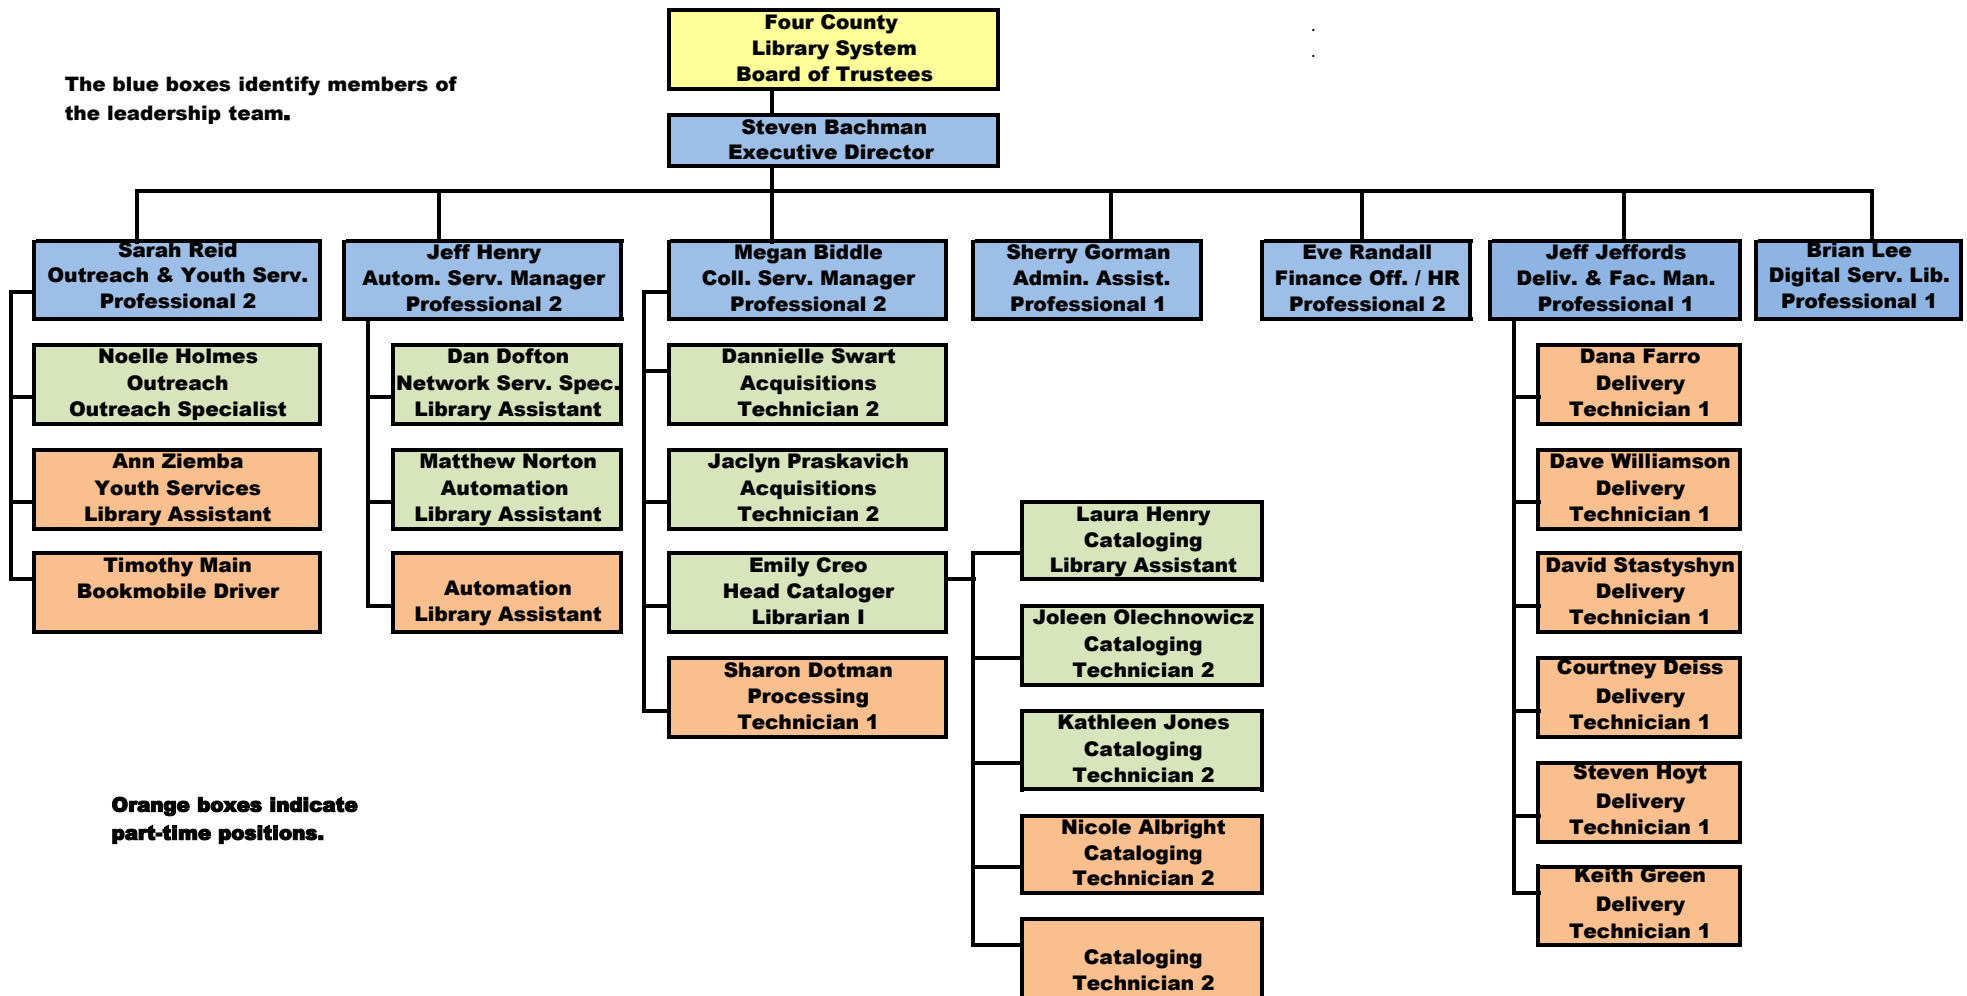 Four County
Library System
Board of Trustees
The blue boxes identify members of
the leadership team.
Steven Bachman
Executive Director
Sarah Reid
Outreach & Youth Serv.
Professional 2
Jeff Henry
Autom. Serv. Manager
Professional 2
Megan Biddle
Coll. Serv. Manager
Professional 2
Sherry Gorman
Admin. Assist.
Professional 1
Eve Randall
Finance Off. / HR
Professional 2
Jeff Jeffords
Deliv. & Fac. Man.
Professional 1
Brian Lee
Digital Serv. Lib.
Professional 1
Noelle Holmes
Outreach
Outreach Specialist
Ann Ziemba
Youth Services
Library Assistant
Timothy Main
Bookmobile Driver
Dan Dofton
Network Serv. Spec.
Library Assistant
Matthew Norton
Automation
Library Assistant
Automation
Library Assistant
Dannielle Swart
Acquisitions
Technician 2
Jaclyn Praskavich
Acquisitions
Technician 2
Emily Creo
Head Cataloger
Librarian I
Sharon Dotman
Processing
Technician 1
Laura Henry
Cataloging
Library Assistant
Joleen Olechnowicz
Cataloging
Technician 2
Kathleen Jones
Cataloging
Technician 2
Nicole Albright
Cataloging
Technician 2
Cataloging
Technician 2
Dana Farro
Delivery
Technician 1
Dave Williamson
Delivery
Technician 1
David Stastyshyn
Delivery
Technician 1
Courtney Deiss
Delivery
Technician 1
Steven Hoyt
Delivery
Technician 1
Keith Green
Delivery
Technician 1
Orange boxes indicate
part-time positions.